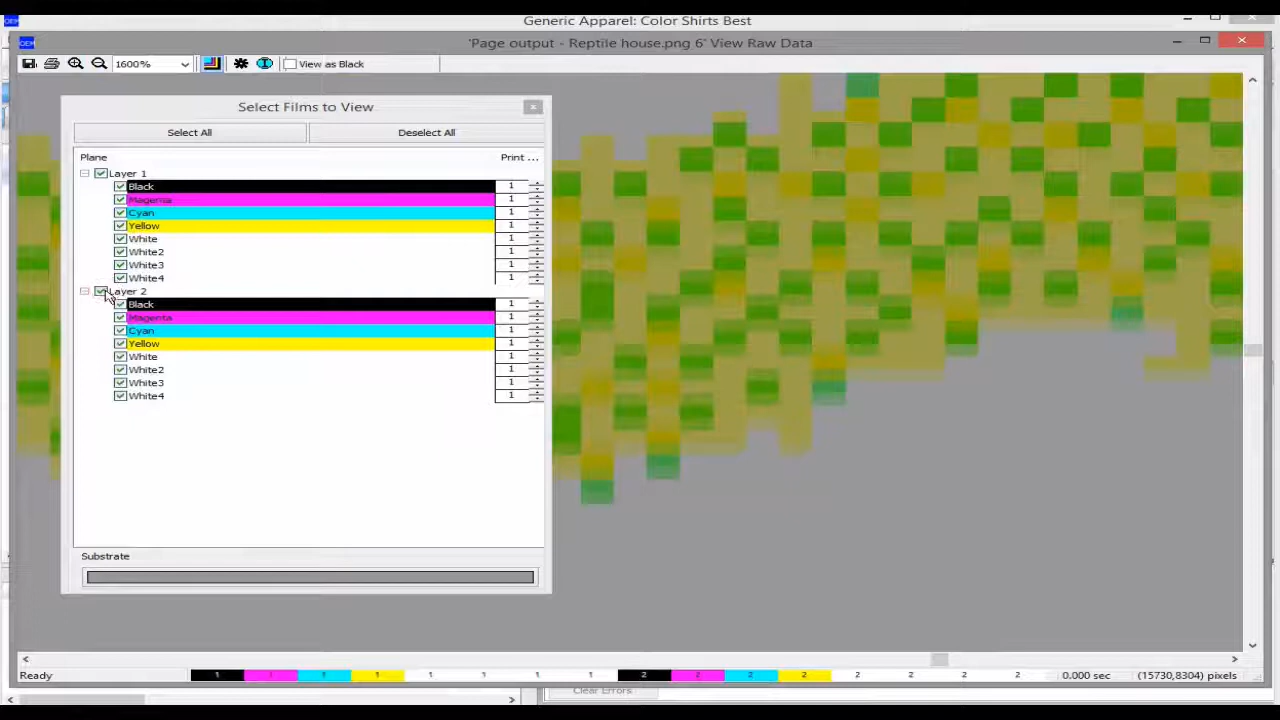 OEM Generic Apparel: Color Shirts Best
OEM 'Page output - Reptile house.png 6' View Raw Data
1600% View as Black
Select Films to View
Select All Deselect All
Plane Print ...
Layer 1
Black 1
Magenta 1
Cyan 1
Yellow 1
White 1
White2 1
White3 1
White4 1
Layer 2
Black 1
Magenta 1
Cyan 1
Yellow 1
White 1
White2 1
White3 1
White4 1
Substrate
Ready 1 1 1 1 1 1 1 1 2 2 2 2 2 2 2 2 0.000 sec (15730,8304) pixels
Clear Errors